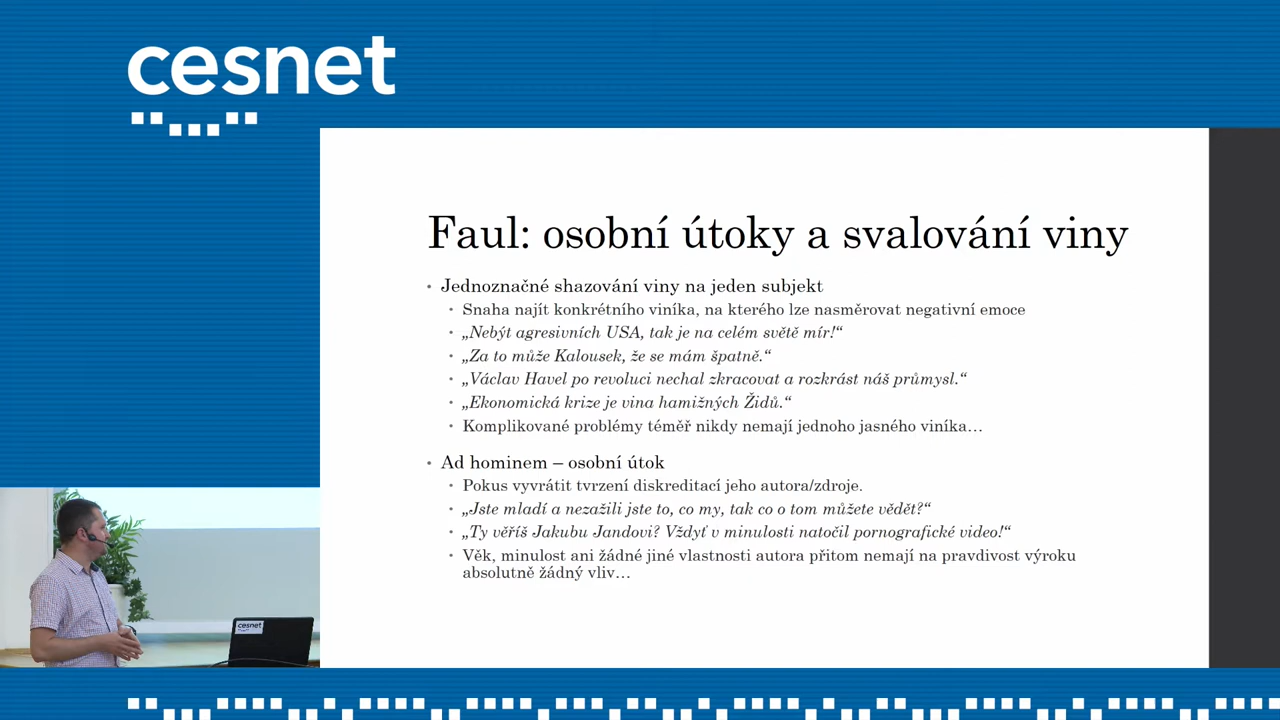 cesnet
Faul: osobní útoky a svalování viny
• Jednoznačné shazování viny na jeden subjekt
• Snaha najít konkrétního viníka, na kterého lze nasměrovat negativní emoce
• „Nebýt agresivních USA, tak je na celém světě mír!“
• „Za to může Kalousek, že se mám špatně.“
• „Václav Havel po revoluci nechal zkracovat a rozkrást náš průmysl.“
• „Ekonomická krize je vina hamižných Židů.“
• Komplikované problémy téměř nikdy nemají jednoho jasného viníka…
• Ad hominem – osobní útok
• Pokus vyvrátit tvrzení diskreditací jeho autora/zdroje.
• „Jste mladí a nezažili jste to, co my, tak co o tom můžete vědět?“
• „Ty věříš Jakubu Jandovi? Vždyť v minulosti natočil pornografické video!“
• Věk, minulost ani žádné jiné vlastnosti autora přitom nemají na pravdivost výroku
absolutně žádný vliv…
cesnet